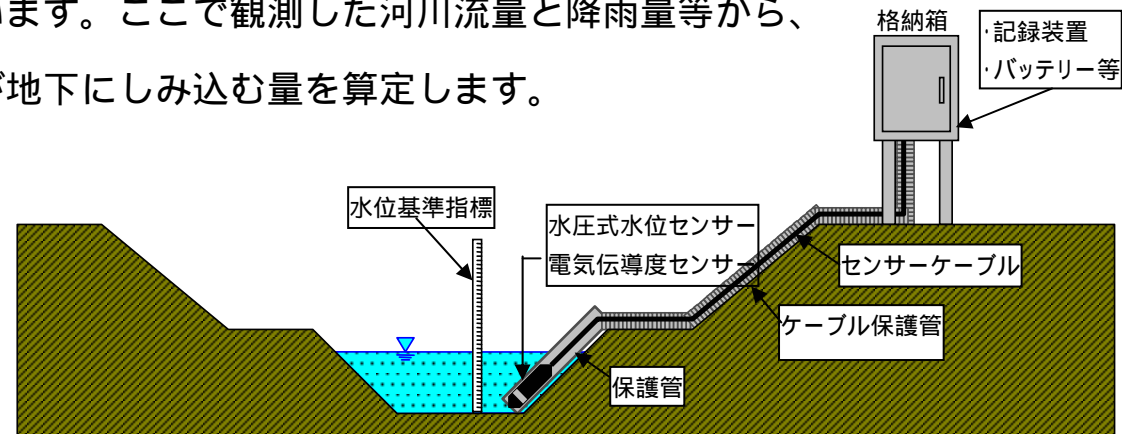 います。ここで観測した河川流量と降雨量等から、
が地下にしみ込む量を算定します。
格納箱
・記録装置
・バッテリー等
水位基準指標
水圧式水位センサー
電気伝導度センサー
センサーケーブル
ケーブル保護管
保護管